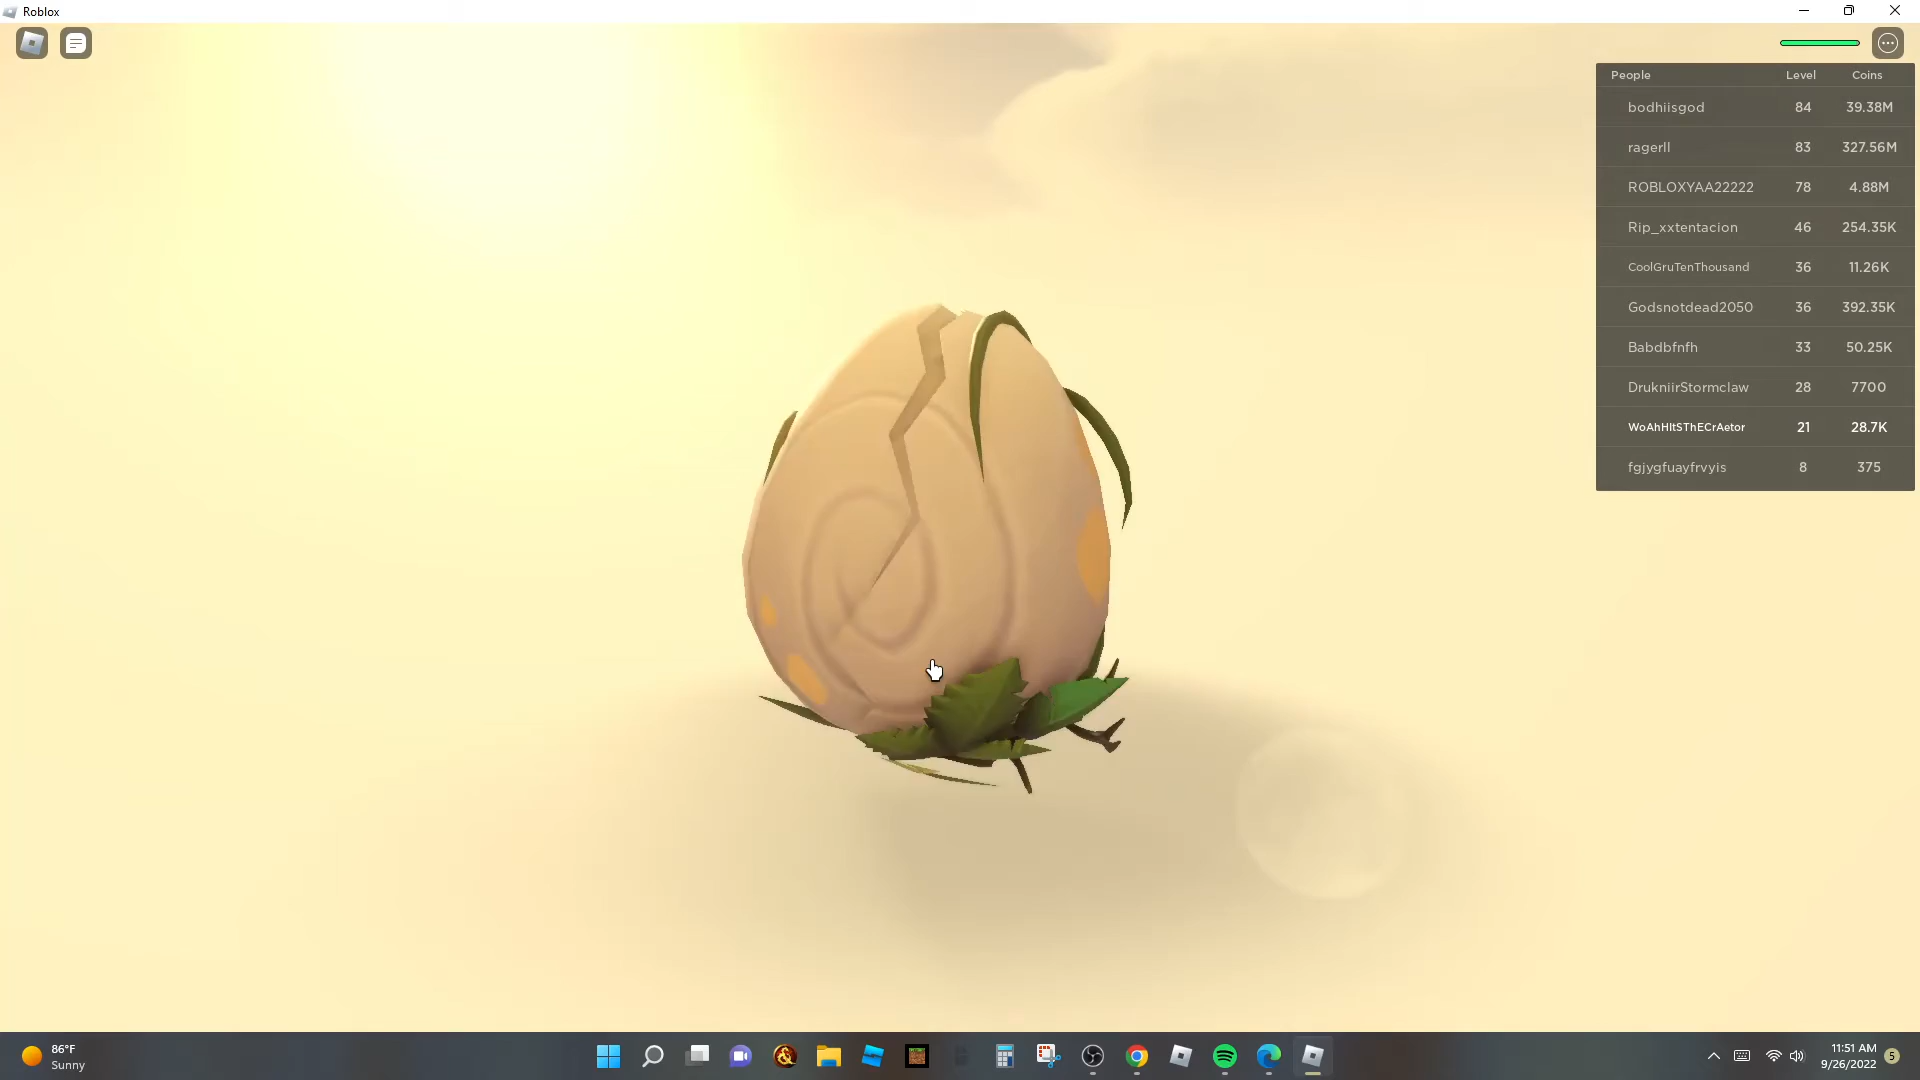 Roblox
People Level Coins
bodhiisgod 84 39.38M
ragerll 83 327.56M
ROBLOXYAA22222 78 4.88M
Rip_xxtentacion 46 254.35K
CoolGruTenThousand 36 11.26K
Godsnotdead2050 36 392.35K
Babdbfnfh 33 50.25K
DrukniirStormclaw 28 7700
WoAhHItSThECrAetor 21 28.7K
fgjygfuayfrvyis 8 375
86°F
Sunny
11:51 AM
9/26/2022
5